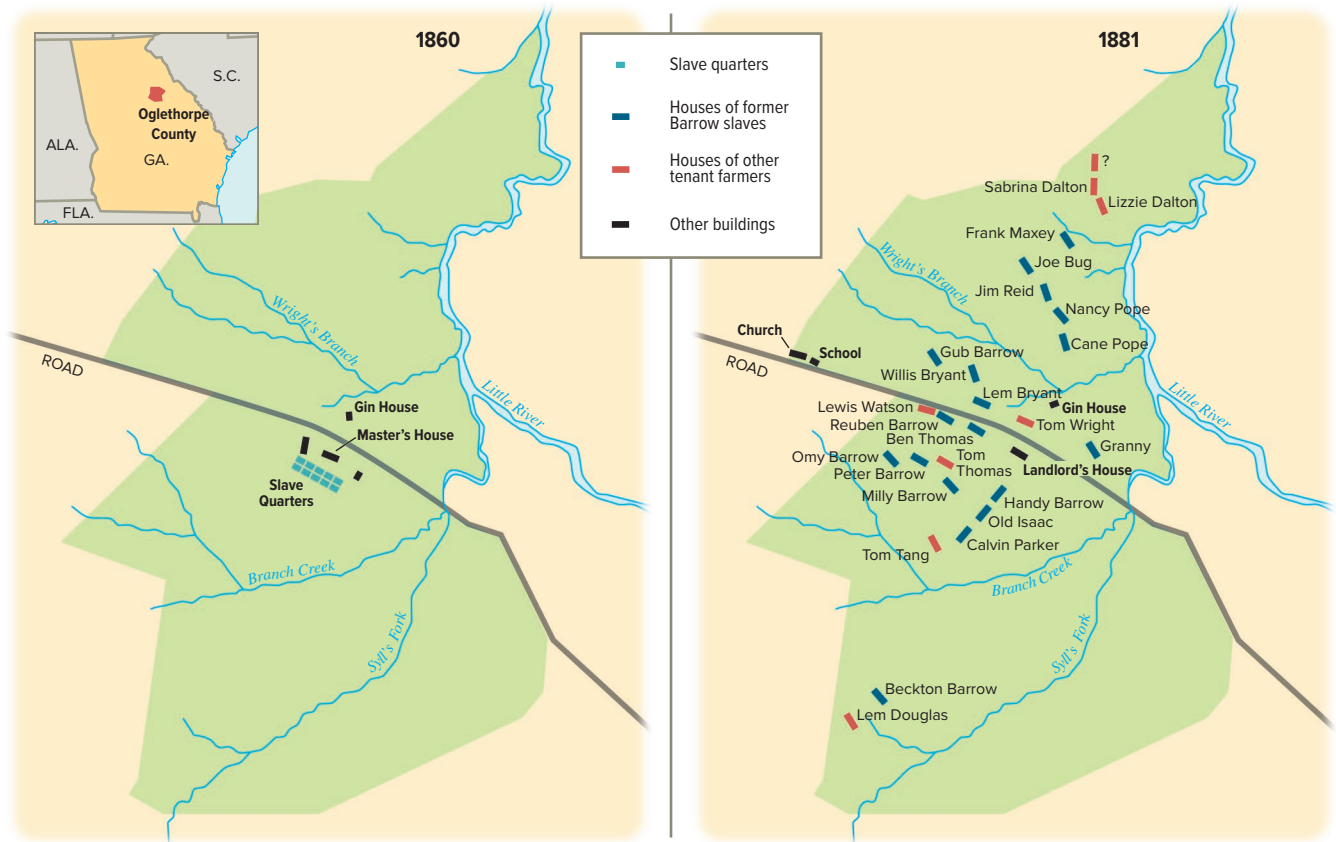 1860
S.C.
Oglethorpe
County
ALA.
GA.
FLA.
Wright's Branch
ROAD
Little River
Gin House
Master's House
Slave
Quarters
Branch Creek
Syll's Fork
Slave quarters
Houses of former
Barrow slaves
Houses of other
tenant farmers
Other buildings
1881
?
Sabrina Dalton
Lizzie Dalton
Frank Maxey
Joe Bug
Wright's Branch
Jim Reid
Nancy Pope
Church
School
Cane Pope
ROAD
Gub Barrow
Willis Bryant
Lem Bryant
Little River
Lewis Watson
Gin House
Reuben Barrow
Tom Wright
Ben Thomas
Granny
Omy Barrow
Tom
Thomas
Landlord's House
Peter Barrow
Milly Barrow
Handy Barrow
Old Isaac
Calvin Parker
Tom Tang
Branch Creek
Syll's Fork
Beckton Barrow
Lem Douglas